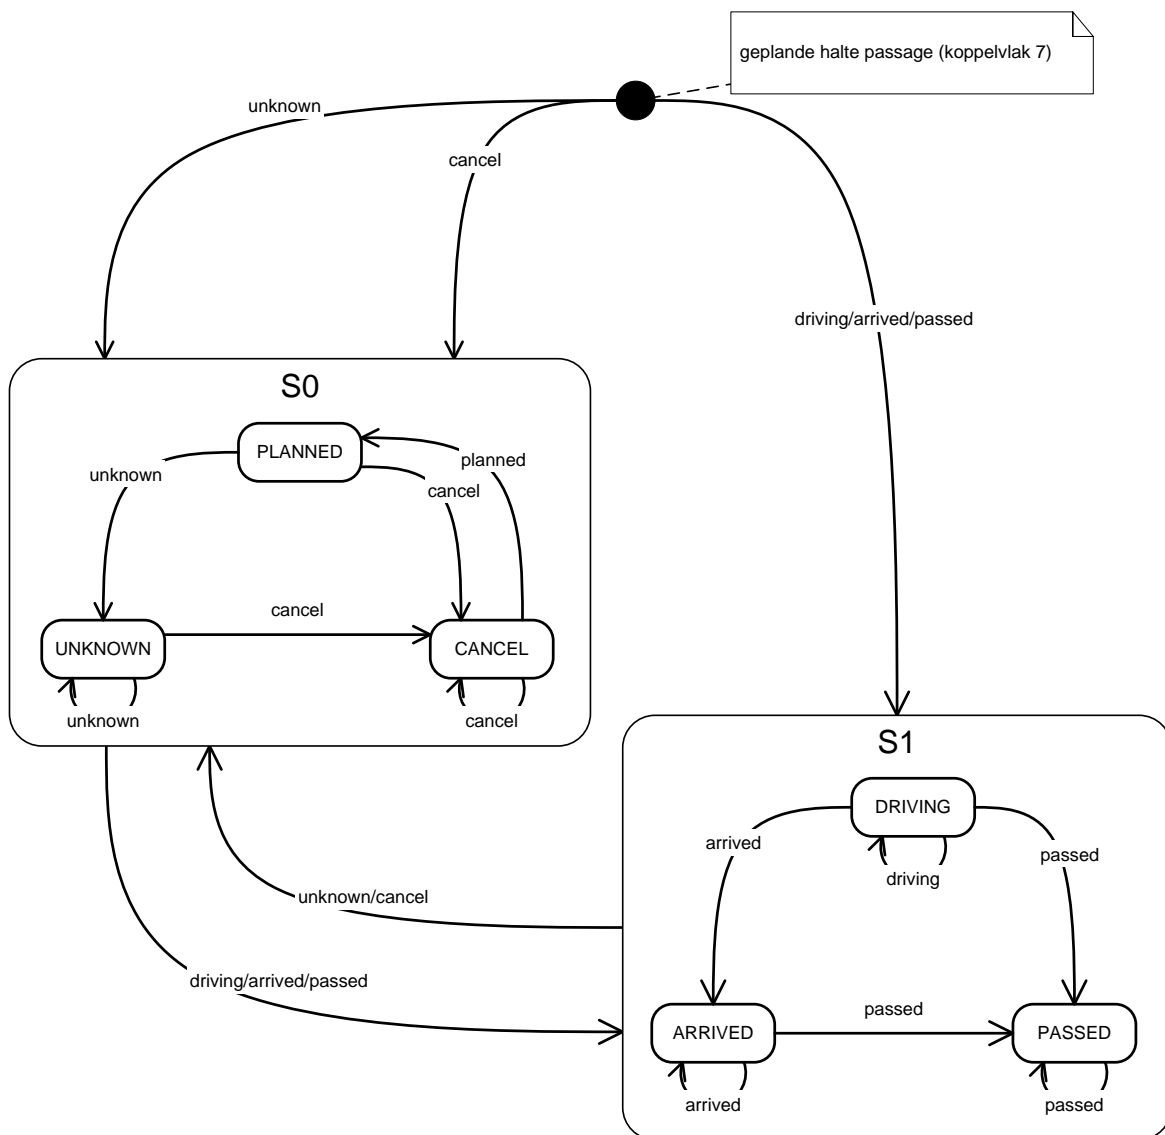 geplande halte passage (koppelvlak 7)
unknown
cancel
driving/arrived/passed
S0
PLANNED
planned
unknown
cancel
cancel
UNKNOWN
CANCEL
unknown
cancel
S1
DRIVING
arrived
passed
driving
unknown/cancel
driving/arrived/passed
passed
ARRIVED
PASSED
arrived
passed